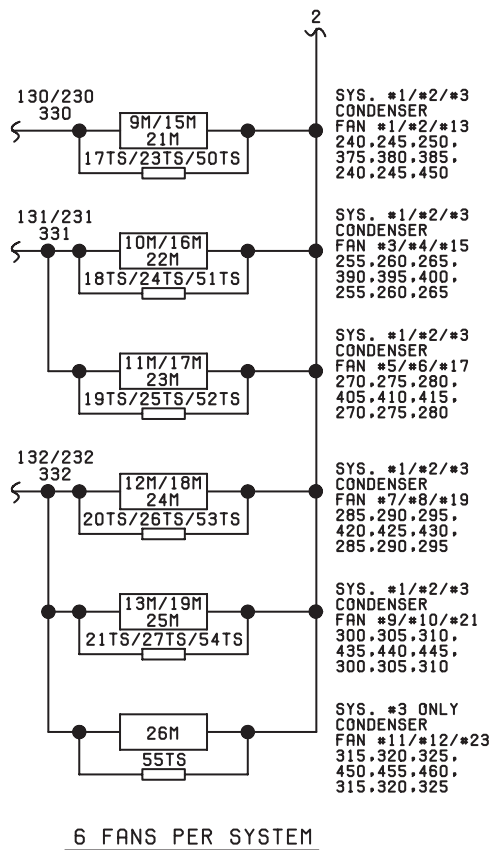 2
130/230
330
9M/15M
21M
17TS/23TS/50TS
SYS. #1/#2/#3
CONDENSER
FAN #1/#2/#13
240,245,250,
375,380,385,
240,245,450
131/231
331
10M/16M
22M
18TS/24TS/51TS
SYS. #1/#2/#3
CONDENSER
FAN #3/#4/#15
255,260,265,
390,395,400,
255,260,265
11M/17M
23M
19TS/25TS/52TS
SYS. #1/#2/#3
CONDENSER
FAN #5/#6/#17
270,275,280,
405,410,415,
270,275,280
132/232
332
12M/18M
24M
20TS/26TS/53TS
SYS. #1/#2/#3
CONDENSER
FAN #7/#8/#19
285,290,295,
420,425,430,
285,290,295
13M/19M
25M
21TS/27TS/54TS
SYS. #1/#2/#3
CONDENSER
FAN #9/#10/#21
300,305,310,
435,440,445,
300,305,310
26M
55TS
SYS. #3 ONLY
CONDENSER
FAN #11/#12/#23
315,320,325,
450,455,460,
315,320,325
6 FANS PER SYSTEM